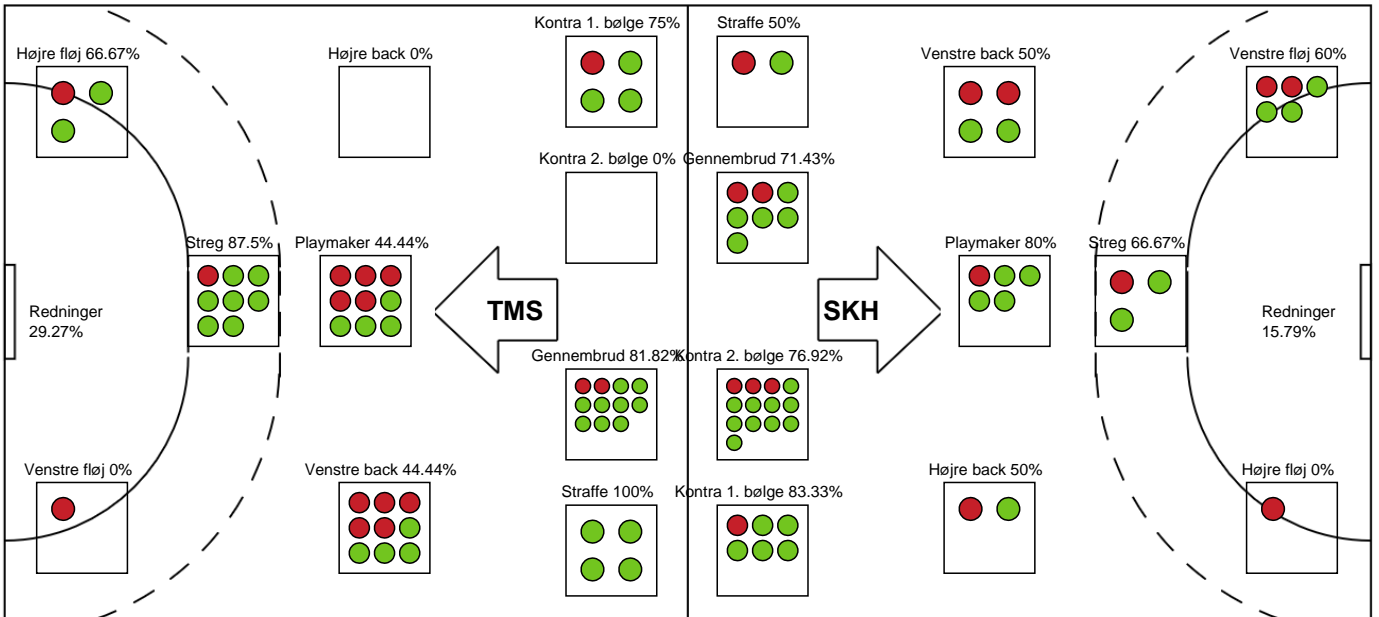 Kontra 1. bølge 75%
Straffe 50%
Højre fløj 66.67%
Højre back 0%
Venstre back 50%
Venstre fløj 60%
Kontra 2. bølge 0%
Gennembrud 71.43%
Streg 87.5%
Playmaker 44.44%
Playmaker 80%
Streg 66.67%
Redninger
29.27%
TMS
SKH
Redninger
15.79%
Gennembrud 81.82%
Kontra 2. bølge 76.92%
Venstre fløj 0%
Venstre back 44.44%
Straffe 100%
Kontra 1. bølge 83.33%
Højre back 50%
Højre fløj 0%